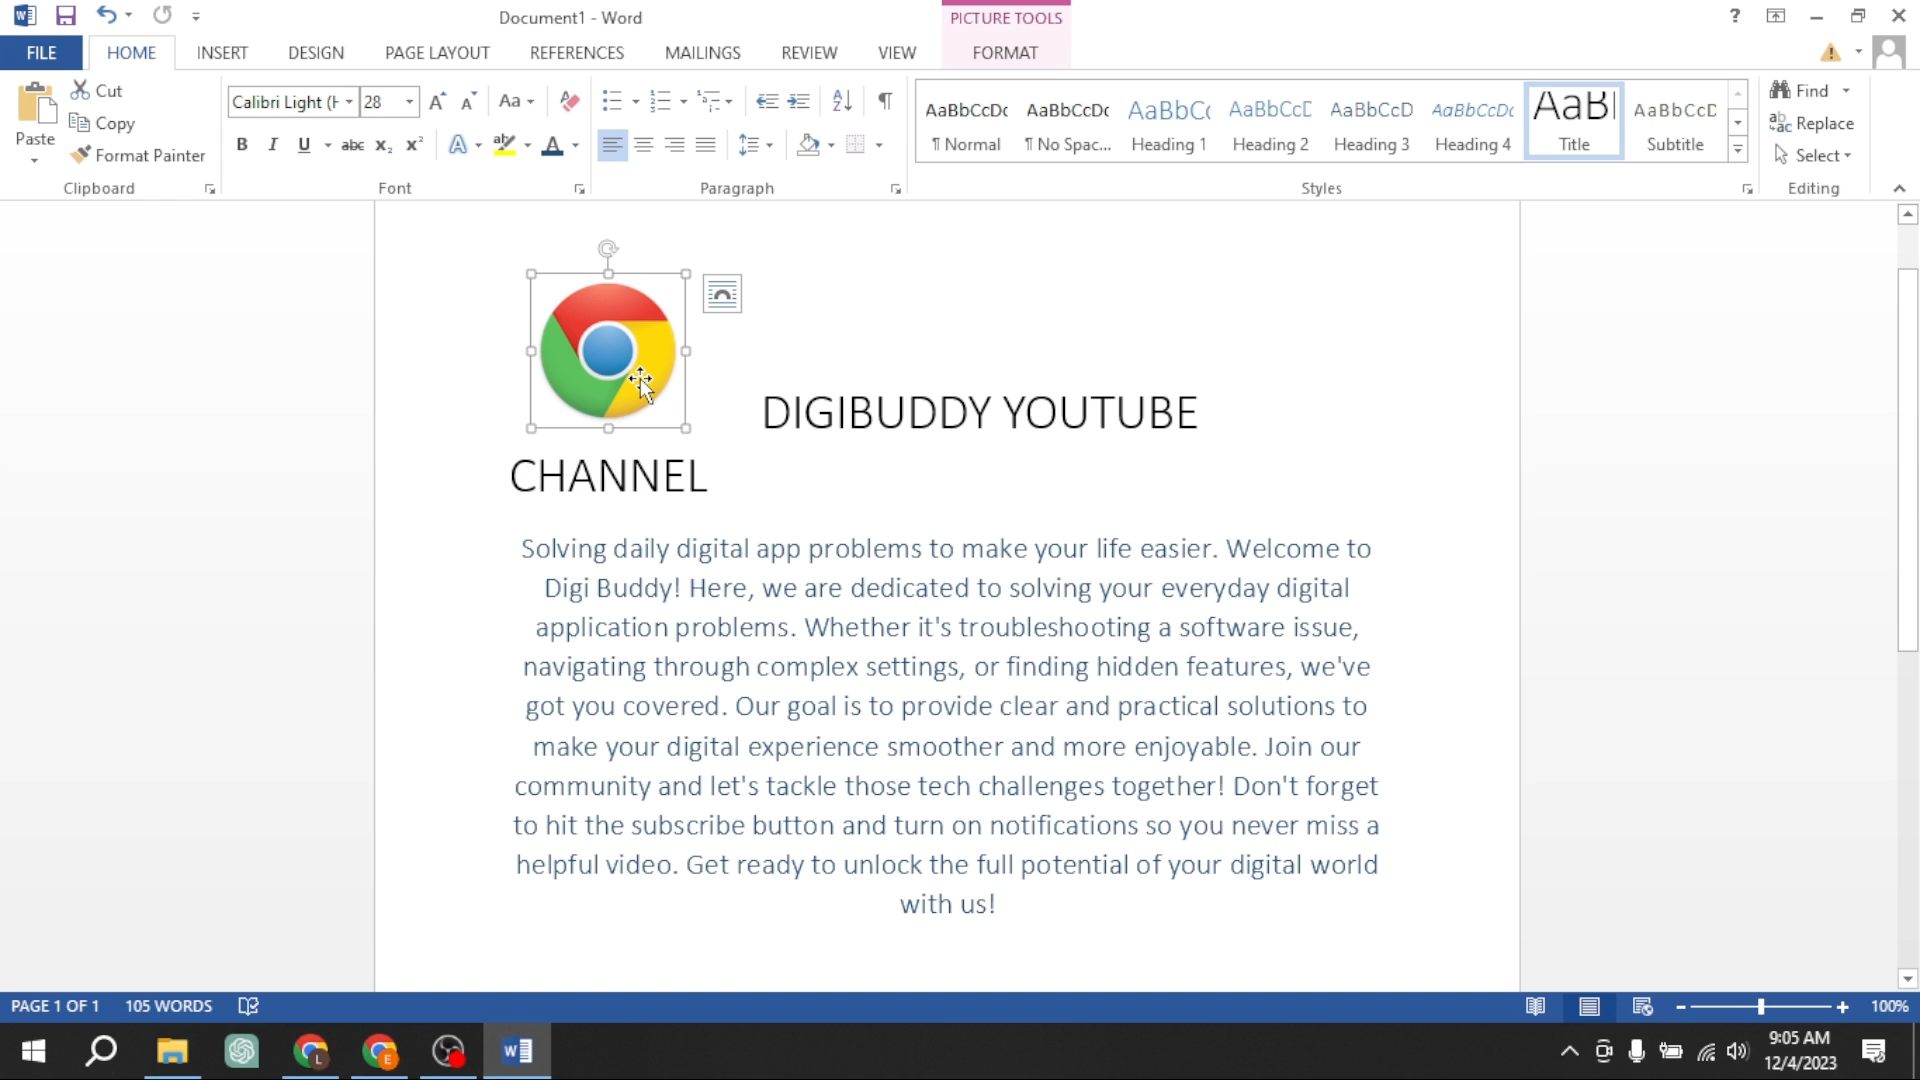 Document1 - Word
PICTURE TOOLS
?
FILE
HOME
INSERT
DESIGN
PAGE LAYOUT
REFERENCES
MAILINGS
REVIEW
VIEW
FORMAT
Paste
Cut
Copy
Format Painter
Clipboard
Calibri Light (H
28
Aa
B I U abc x₂ x²
Font
Paragraph
AaBbCcDc
¶ Normal
AaBbCcDc
¶ No Spac...
AaBbC
Heading 1
AaBbCcE
Heading 2
AaBbCcD
Heading 3
AaBbCcDc
Heading 4
AaB
Title
AaBbCcD
Subtitle
Styles
Find
Replace
Select
Editing
DIGIBUDDY YOUTUBE
CHANNEL
Solving daily digital app problems to make your life easier. Welcome to
Digi Buddy! Here, we are dedicated to solving your everyday digital
application problems. Whether it's troubleshooting a software issue,
navigating through complex settings, or finding hidden features, we've
got you covered. Our goal is to provide clear and practical solutions to
make your digital experience smoother and more enjoyable. Join our
community and let's tackle those tech challenges together! Don't forget
to hit the subscribe button and turn on notifications so you never miss a
helpful video. Get ready to unlock the full potential of your digital world
with us!
PAGE 1 OF 1
105 WORDS
100%
9:05 AM
12/4/2023